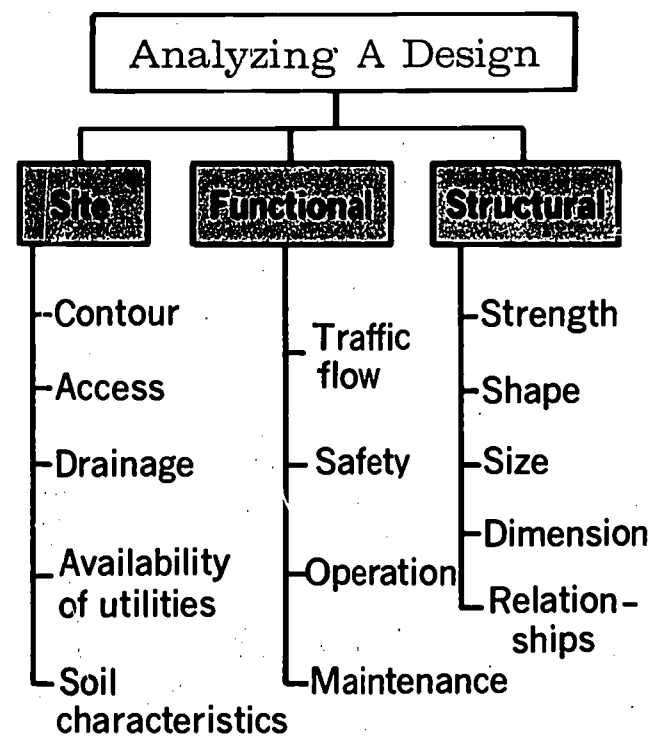 Analyzing A Design
Site
Functional
Structural
Contour
Access
Drainage
Availability
of utilities
Soil
characteristics
Traffic
flow
Safety
Operation
Maintenance
Strength
Shape
Size
Dimension
Relation-
ships